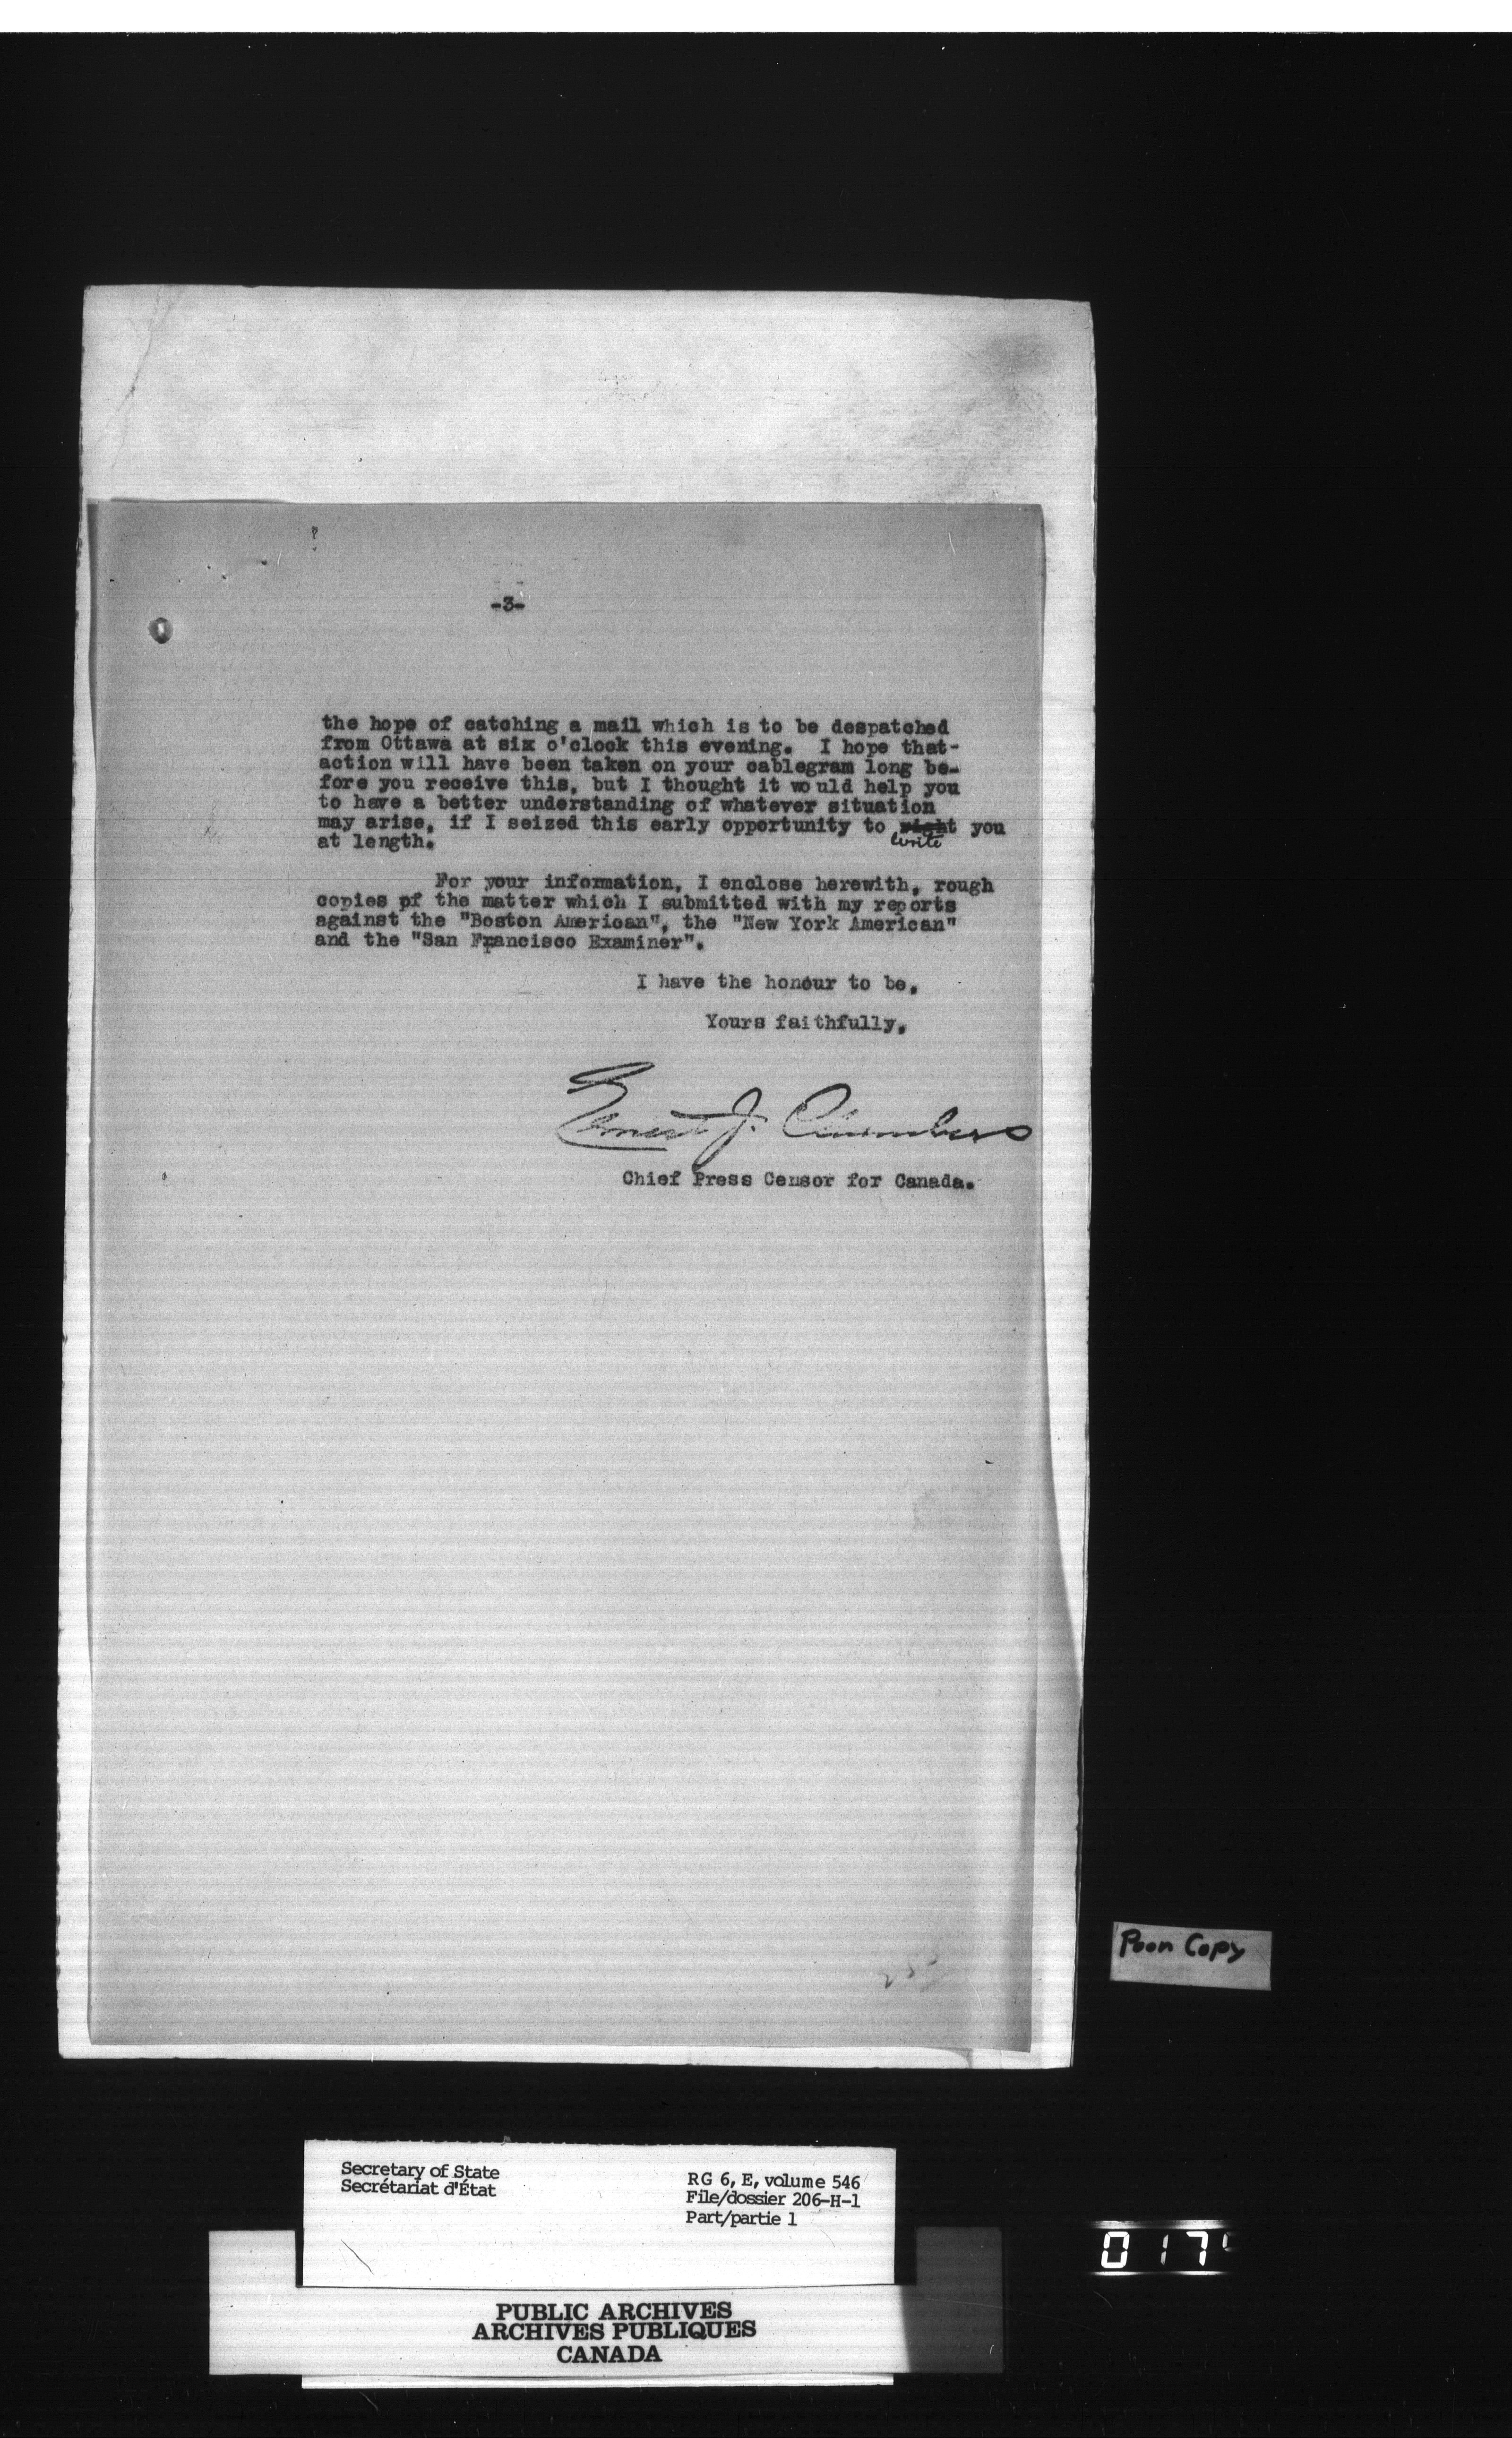 -3-
the hope of catching a mail which is to be despatched
from Ottawa at six o'clock this evening. I hope that-
action will have been taken on your cablegram long be-
fore you receive this, but I thought it would help you
to have a better understanding of whatever situation
may arise, if I seized this early opportunity to right you
write
at length.
For your information, I enclose herewith, rough
copies of the matter which I submitted with my reports
against the "Boston American", the "New York American"
and the "San Francisco Examiner".
I have the honour to be,
Yours faithfully,
Ernest J. Chambers
Chief Press Censor for Canada.
Poor Copy
Secretary of State
Secrétariat d'État
RG 6, E, volume 546
File/dossier 206-H-1
Part/partie 1
017
PUBLIC ARCHIVES
ARCHIVES PUBLIQUES
CANADA